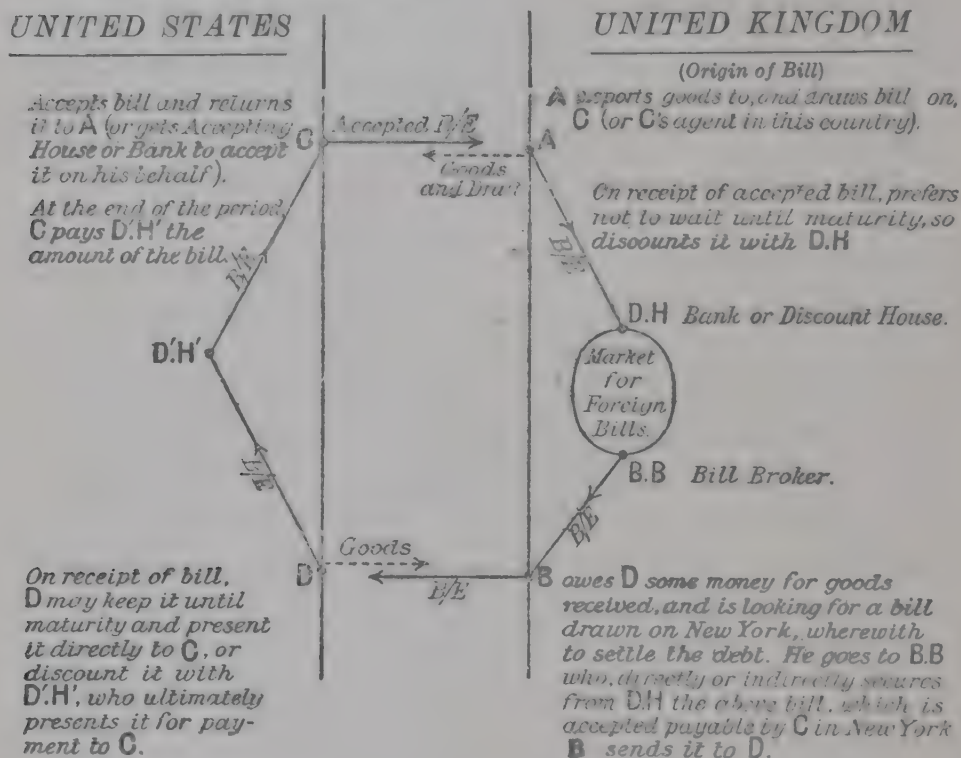 UNITED STATES
UNITED KINGDOM
(Origin of Bill)
A exports goods to, and draws bill on,
C (or C's agent in this country).
Accepts bill and returns
it to A (or gets Accepting
House or Bank to accept
it on his behalf).
At the end of the period,
C pays D'.H' the
amount of the bill.
C
Accepted B/E
A
Goods
and Draft
On receipt of accepted bill, prefers
not to wait until maturity, so
discounts it with D.H
B/E
B/E
D.H Bank or Discount House.
D'.H'
Market
for
Foreign
Bills.
B.B Bill Broker.
B/E
B/E
D
Goods
B/E
B owes D some money for goods
received, and is looking for a bill
drawn on New York, wherewith
to settle the debt. He goes to B.B
who, directly or indirectly secures
from D.H the above bill, which is
accepted payable by C in New York
B sends it to D.
On receipt of bill,
D may keep it until
maturity and present
it directly to C, or
discount it with
D'.H', who ultimately
presents it for pay-
ment to C.